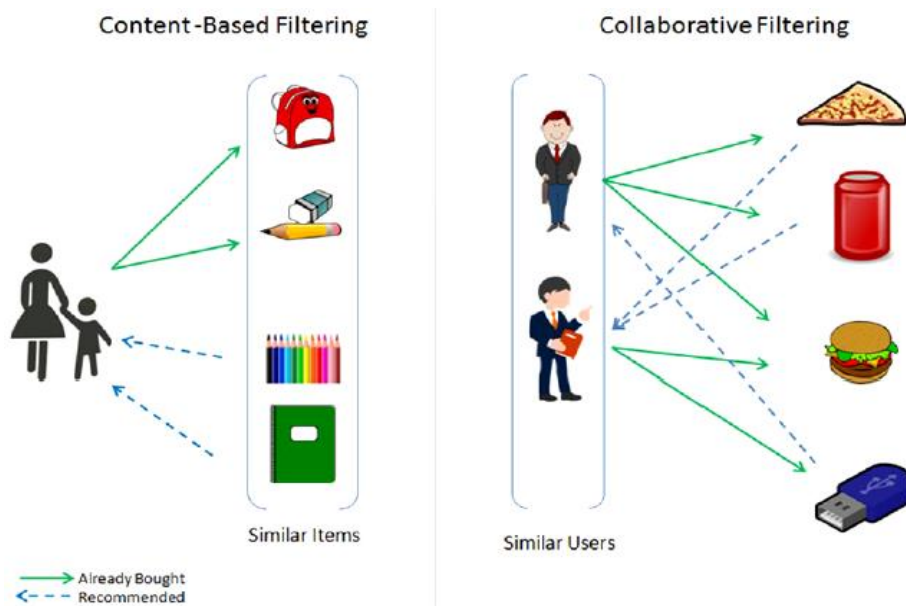 Content-Based Filtering
Collaborative Filtering
Similar Items
Similar Users
Already Bought
Recommended